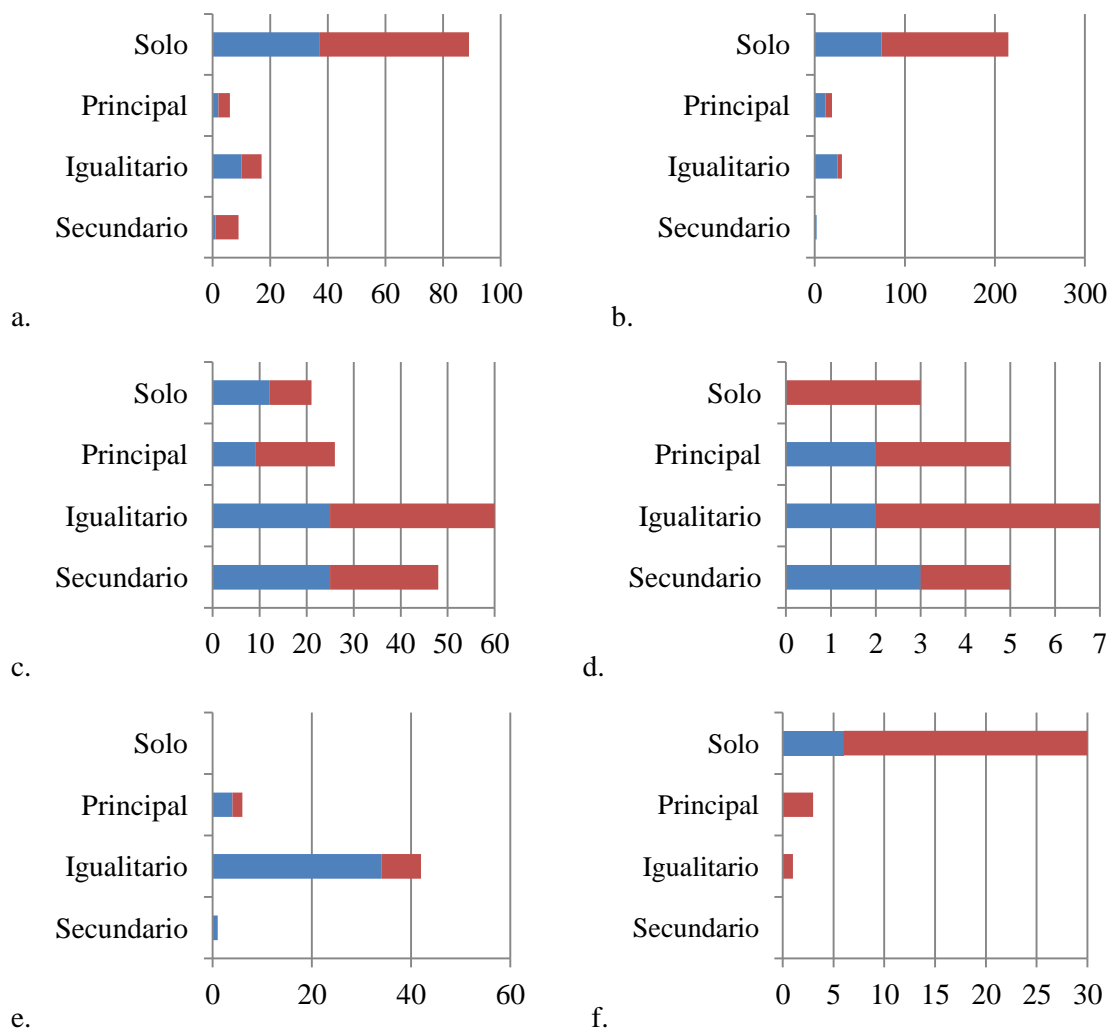 Solo
Principal
Igualitario
Secundario
0 20 40 60 80 100
a.
Solo
Principal
Igualitario
Secundario
0 100 200 300
b.
Solo
Principal
Igualitario
Secundario
0 10 20 30 40 50 60
c.
Solo
Principal
Igualitario
Secundario
0 1 2 3 4 5 6 7
d.
Solo
Principal
Igualitario
Secundario
0 20 40 60
e.
Solo
Principal
Igualitario
Secundario
0 5 10 15 20 25 30
f.